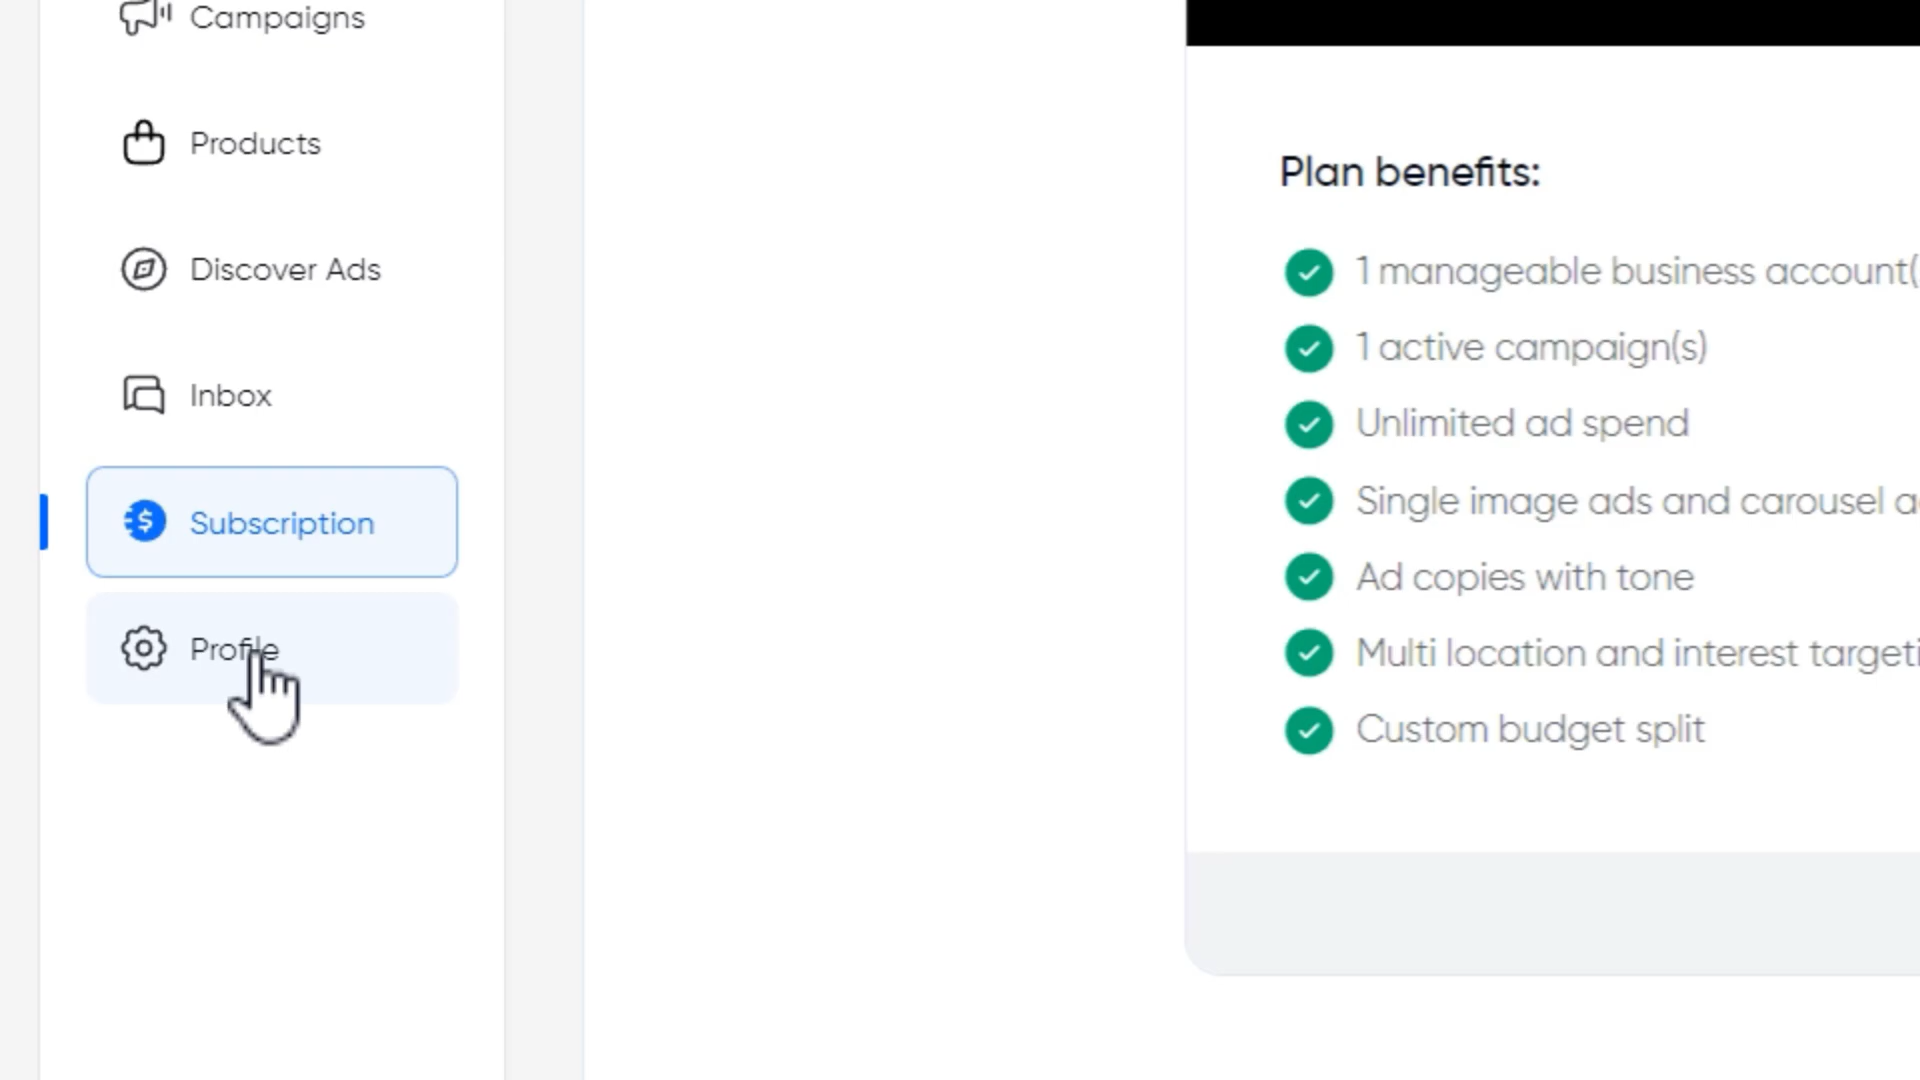 Campaigns
Products
Discover Ads
Inbox
Subscription
Profile
Plan benefits:
1 manageable business account(
1 active campaign(s)
Unlimited ad spend
Single image ads and carousel a
Ad copies with tone
Multi location and interest targeti
Custom budget split